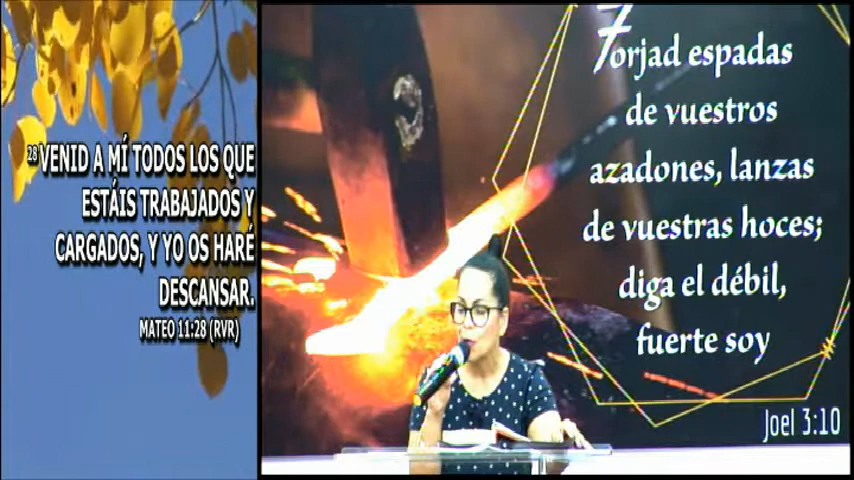 28 VENID A MÍ TODOS LOS QUE
ESTÁIS TRABAJADOS Y
CARGADOS, Y YO OS HARÉ
DESCANSAR.
MATEO 11:28 (RVR)
Forjad espadas
de vuestros
azadones, lanzas
de vuestras hoces;
diga el débil,
fuerte soy
Joel 3:10